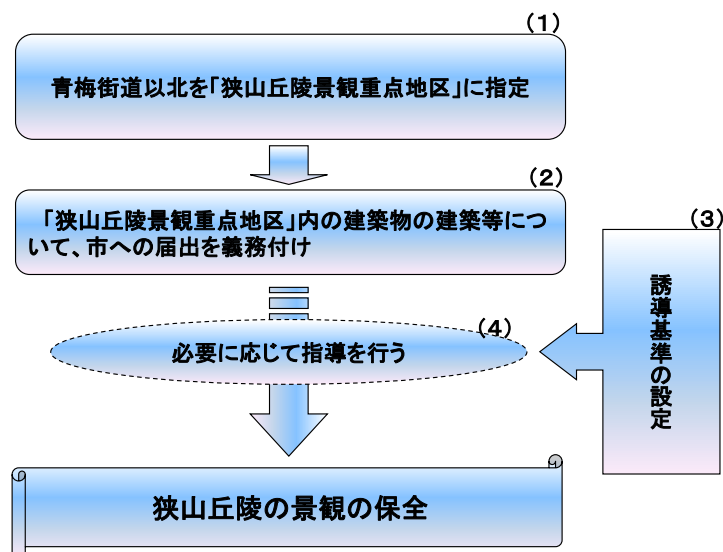 (1)
青梅街道以北を「狭山丘陵景観重点地区」に指定
(2)
「狭山丘陵景観重点地区」内の建築物の建築等につ
いて、市への届出を義務付け
(3)
誘導基準の設定
(4)
必要に応じて指導を行う
狭山丘陵の景観の保全